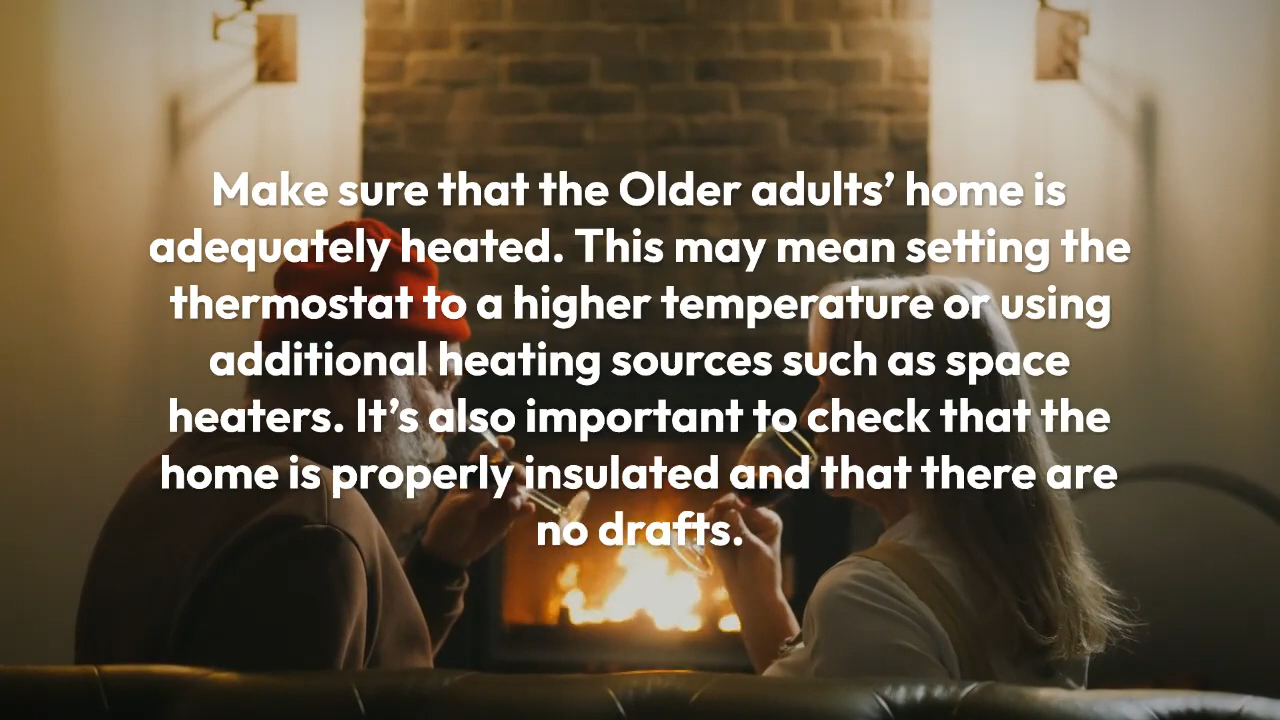 Make sure that the Older adults’ home is
adequately heated. This may mean setting the
thermostat to a higher temperature or using
additional heating sources such as space
heaters. It’s also important to check that the
home is properly insulated and that there are
no drafts.